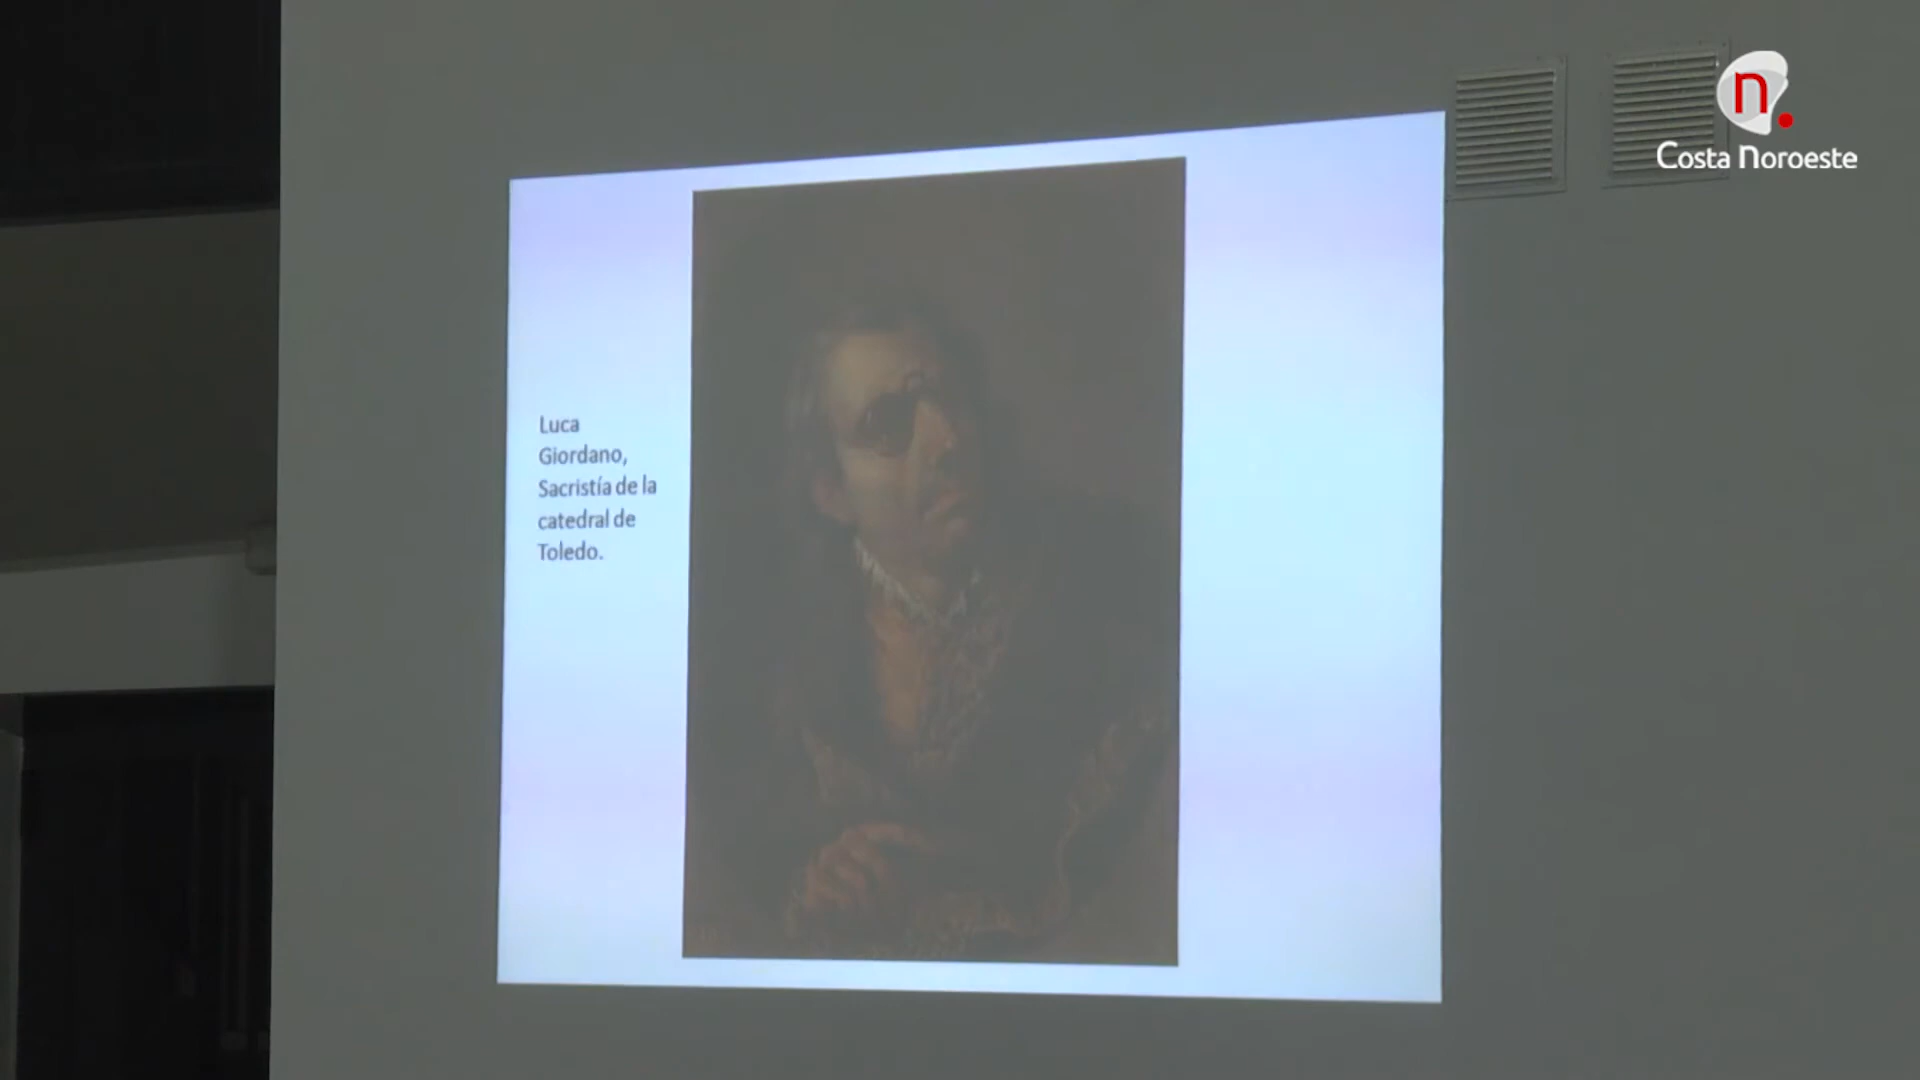 n.
Costa Noroeste
Luca
Giordano,
Sacristía de la
catedral de
Toledo.